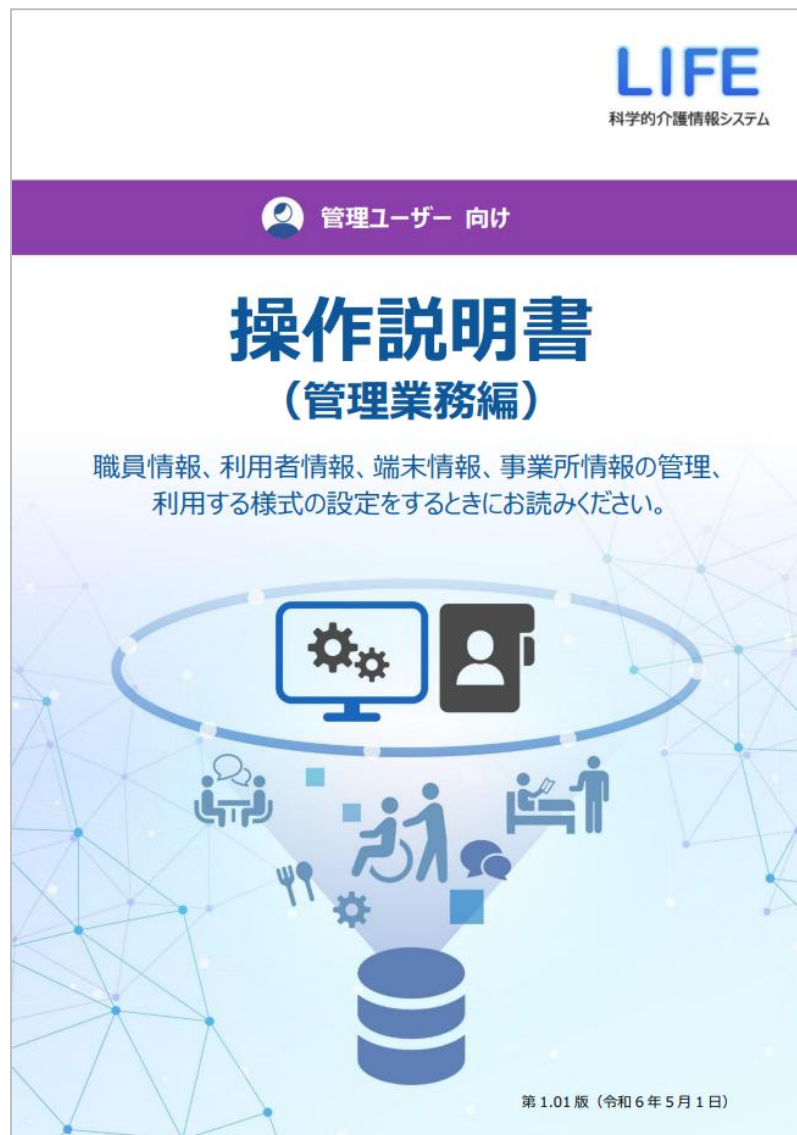 LIFE
科学的介護情報システム
管理ユーザー 向け
操作説明書
（管理業務編）
職員情報、利用者情報、端末情報、事業所情報の管理、
利用する様式の設定をするときにお読みください。
第 1.01 版（令和 6 年 5 月 1 日）